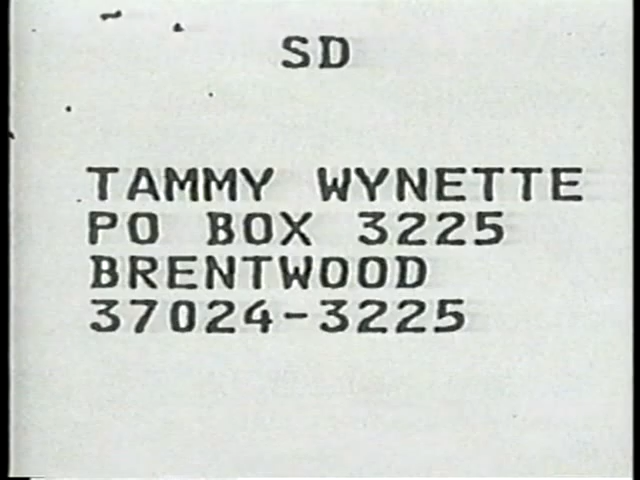 SD
TAMMY WYNETTE
PO BOX 3225
BRENTWOOD
37024-3225